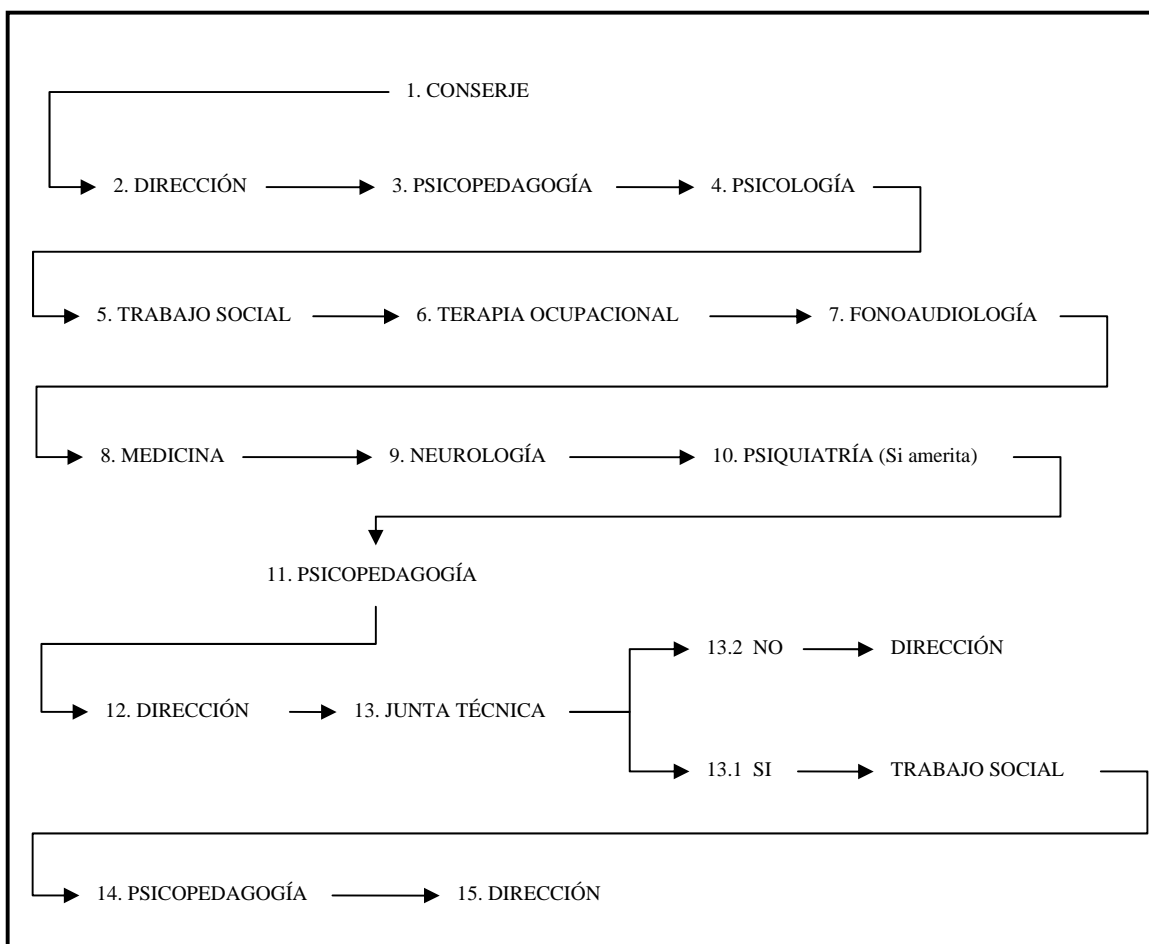 1. CONSERJE
2. DIRECCIÓN 3. PSICOPEDAGOGÍA 4. PSICOLOGÍA
5. TRABAJO SOCIAL 6. TERAPIA OCUPACIONAL 7. FONOAUDIOLOGÍA
8. MEDICINA 9. NEUROLOGÍA 10. PSIQUIATRÍA (Si amerita)
11. PSICOPEDAGOGÍA
13.2 NO DIRECCIÓN
12. DIRECCIÓN 13. JUNTA TÉCNICA
13.1 SI TRABAJO SOCIAL
14. PSICOPEDAGOGÍA 15. DIRECCIÓN